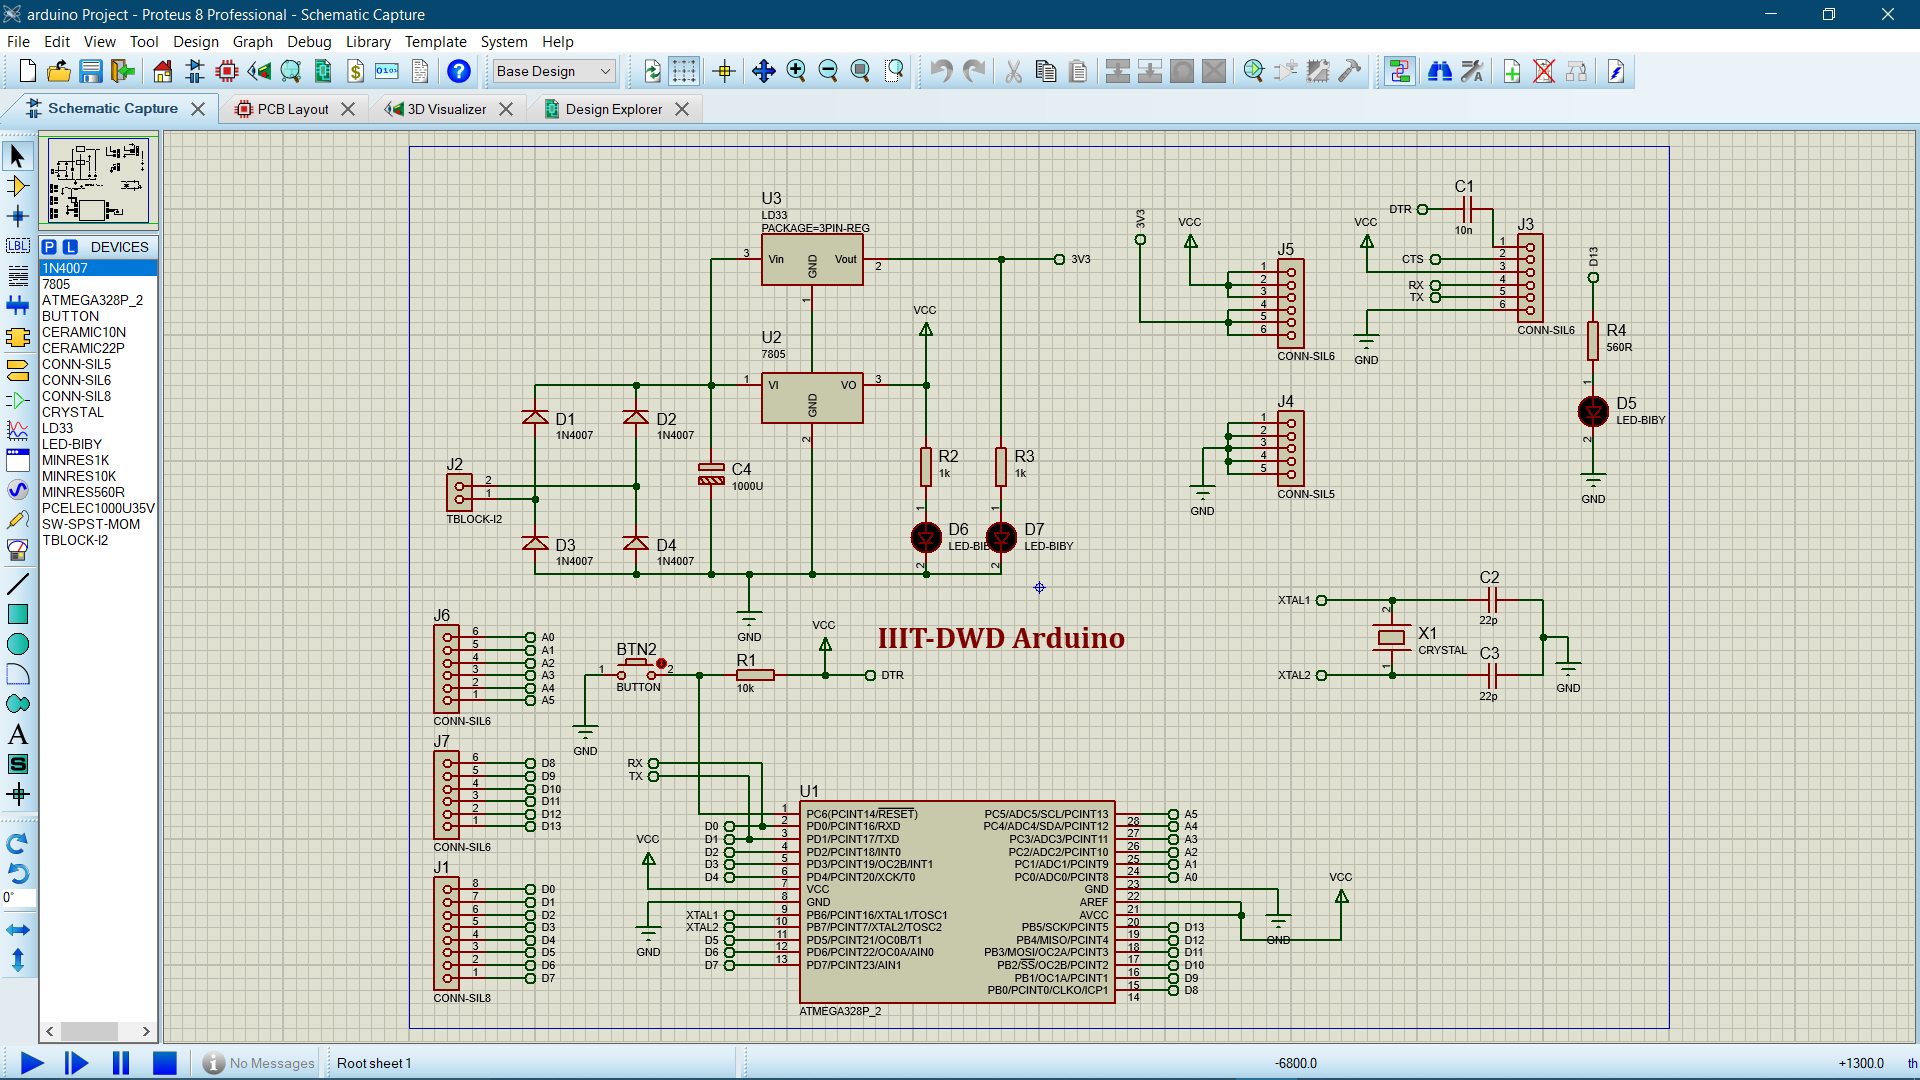 arduino Project - Proteus 8 Professional - Schematic Capture
File Edit View Tool Design Graph Debug Library Template System Help
Base Design
Schematic Capture PCB Layout 3D Visualizer Design Explorer
P L DEVICES
1N4007
7805
ATMEGA328P_2
BUTTON
CERAMIC10N
CERAMIC22P
CONN-SIL5
CONN-SIL6
CONN-SIL8
CRYSTAL
LD33
LED-BIBY
MINRES1K
MINRES10K
MINRES560R
PCELEC1000U35V
SW-SPST-MOM
TBLOCK-I2
LBL
A
S
0°
U3
LD33
PACKAGE=3PIN-REG
3 Vin GND Vout 2
1
3V3
U2
7805
1 VI GND VO 3
2
VCC
D1
1N4007
D2
1N4007
D3
1N4007
D4
1N4007
J2
2
1
TBLOCK-I2
C4
1000U
R2
1k
R3
1k
1
D6
LED-BIB
2
1
D7
LED-BIBY
2
GND
3V3
VCC
J5
1
2
3
4
5
6
CONN-SIL6
J4
1
2
3
4
5
CONN-SIL5
GND
C1
DTR
10n
VCC
J3
CTS
RX
TX
1
2
3
4
5
6
CONN-SIL6
GND
D13
R4
560R
1
D5
LED-BIBY
2
GND
C2
XTAL1
22p
2
X1
CRYSTAL
1
C3
XTAL2
22p
GND
IIIT-DWD Arduino
J6
6 A0
5 A1
4 A2
3 A3
2 A4
1 A5
CONN-SIL6
J7
6 D8
5 D9
4 D10
3 D11
2 D12
1 D13
CONN-SIL6
J1
8 D0
7 D1
6 D2
5 D3
4 D4
3 D5
2 D6
1 D7
CONN-SIL8
BTN2
1 2
BUTTON
GND
R1
10k
VCC
DTR
RX
TX
U1
1 PC6(PCINT14/RESET)
D0 2 PD0/PCINT16/RXD
D1 3 PD1/PCINT17/TXD
D2 4 PD2/PCINT18/INT0
D3 5 PD3/PCINT19/OC2B/INT1
D4 6 PD4/PCINT20/XCK/T0
VCC
7 VCC
8 GND
GND
XTAL1 9 PB6/PCINT16/XTAL1/TOSC1
XTAL2 10 PB7/PCINT7/XTAL2/TOSC2
D5 11 PD5/PCINT21/OC0B/T1
D6 12 PD6/PCINT22/OC0A/AIN0
D7 13 PD7/PCINT23/AIN1
PC5/ADC5/SCL/PCINT13 28 A5
PC4/ADC4/SDA/PCINT12 27 A4
PC3/ADC3/PCINT11 26 A3
PC2/ADC2/PCINT10 25 A2
PC1/ADC1/PCINT9 24 A1
PC0/ADC0/PCINT8 23 A0
GND 22
AREF 21
AVCC 20
PB5/SCK/PCINT5 19 D13
PB4/MISO/PCINT4 18 D12
PB3/MOSI/OC2A/PCINT3 17 D11
PB2/SS/OC2B/PCINT2 16 D10
PB1/OC1A/PCINT1 15 D9
PB0/PCINT0/CLKO/ICP1 14 D8
ATMEGA328P_2
VCC
GND
No Messages Root sheet 1 -6800.0 +1300.0 th